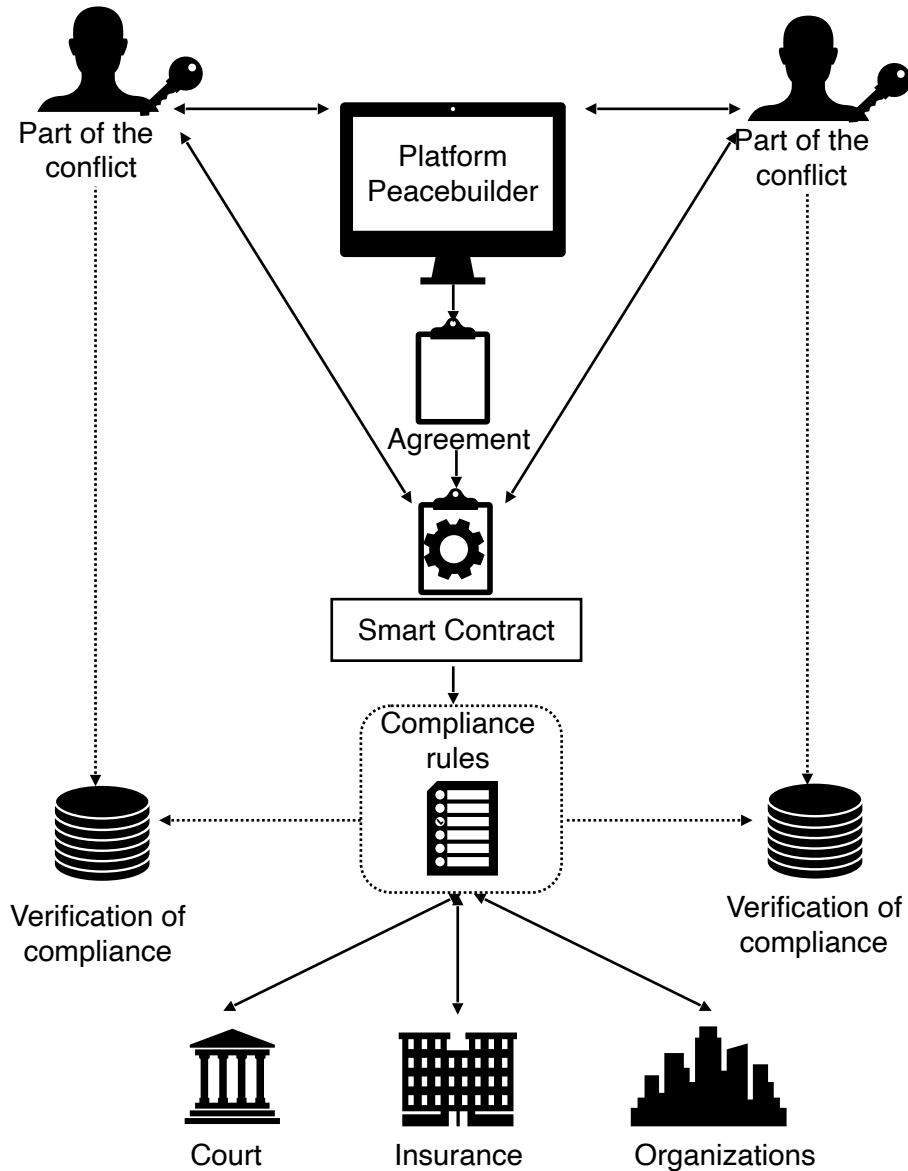 Part of the
conflict
Platform
Peacebuilder
Part of the
conflict
Agreement
Smart Contract
Compliance
rules
Verification of
compliance
Verification of
compliance
Court
Insurance
Organizations